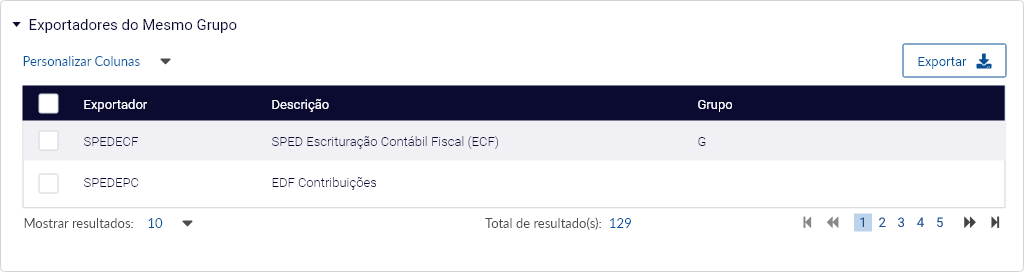 Exportadores do Mesmo Grupo
Personalizar Colunas
Exportar
Exportador Descrição Grupo
SPEDECF SPED Escrituração Contábil Fiscal (ECF) G
SPEDEPC EDF Contribuições
Mostrar resultados: 10 Total de resultado(s): 129 1 2 3 4 5